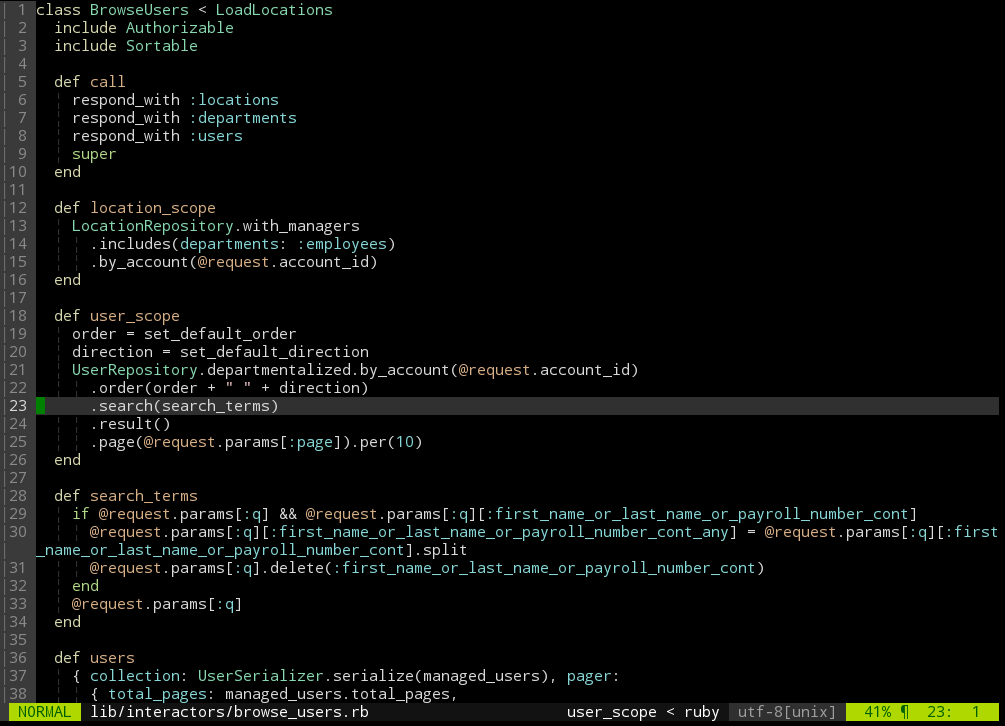 1 class BrowseUsers < LoadLocations
2   include Authorizable
3   include Sortable
4
5   def call
6     respond_with :locations
7     respond_with :departments
8     respond_with :users
9     super
10   end
11
12   def location_scope
13     LocationRepository.with_managers
14       .includes(departments: :employees)
15       .by_account(@request.account_id)
16   end
17
18   def user_scope
19     order = set_default_order
20     direction = set_default_direction
21     UserRepository.departmentalized.by_account(@request.account_id)
22       .order(order + " " + direction)
23       .search(search_terms)
24       .result()
25       .page(@request.params[:page]).per(10)
26   end
27
28   def search_terms
29     if @request.params[:q] && @request.params[:q][:first_name_or_last_name_or_payroll_number_cont]
30       @request.params[:q][:first_name_or_last_name_or_payroll_number_cont_any] = @request.params[:q][:first
_name_or_last_name_or_payroll_number_cont].split
31       @request.params[:q].delete(:first_name_or_last_name_or_payroll_number_cont)
32     end
33     @request.params[:q]
34   end
35
36   def users
37     { collection: UserSerializer.serialize(managed_users), pager:
38       { total_pages: managed_users.total_pages,
NORMAL lib/interactors/browse_users.rb user_scope < ruby utf-8[unix] 41% ¶ 23: 1